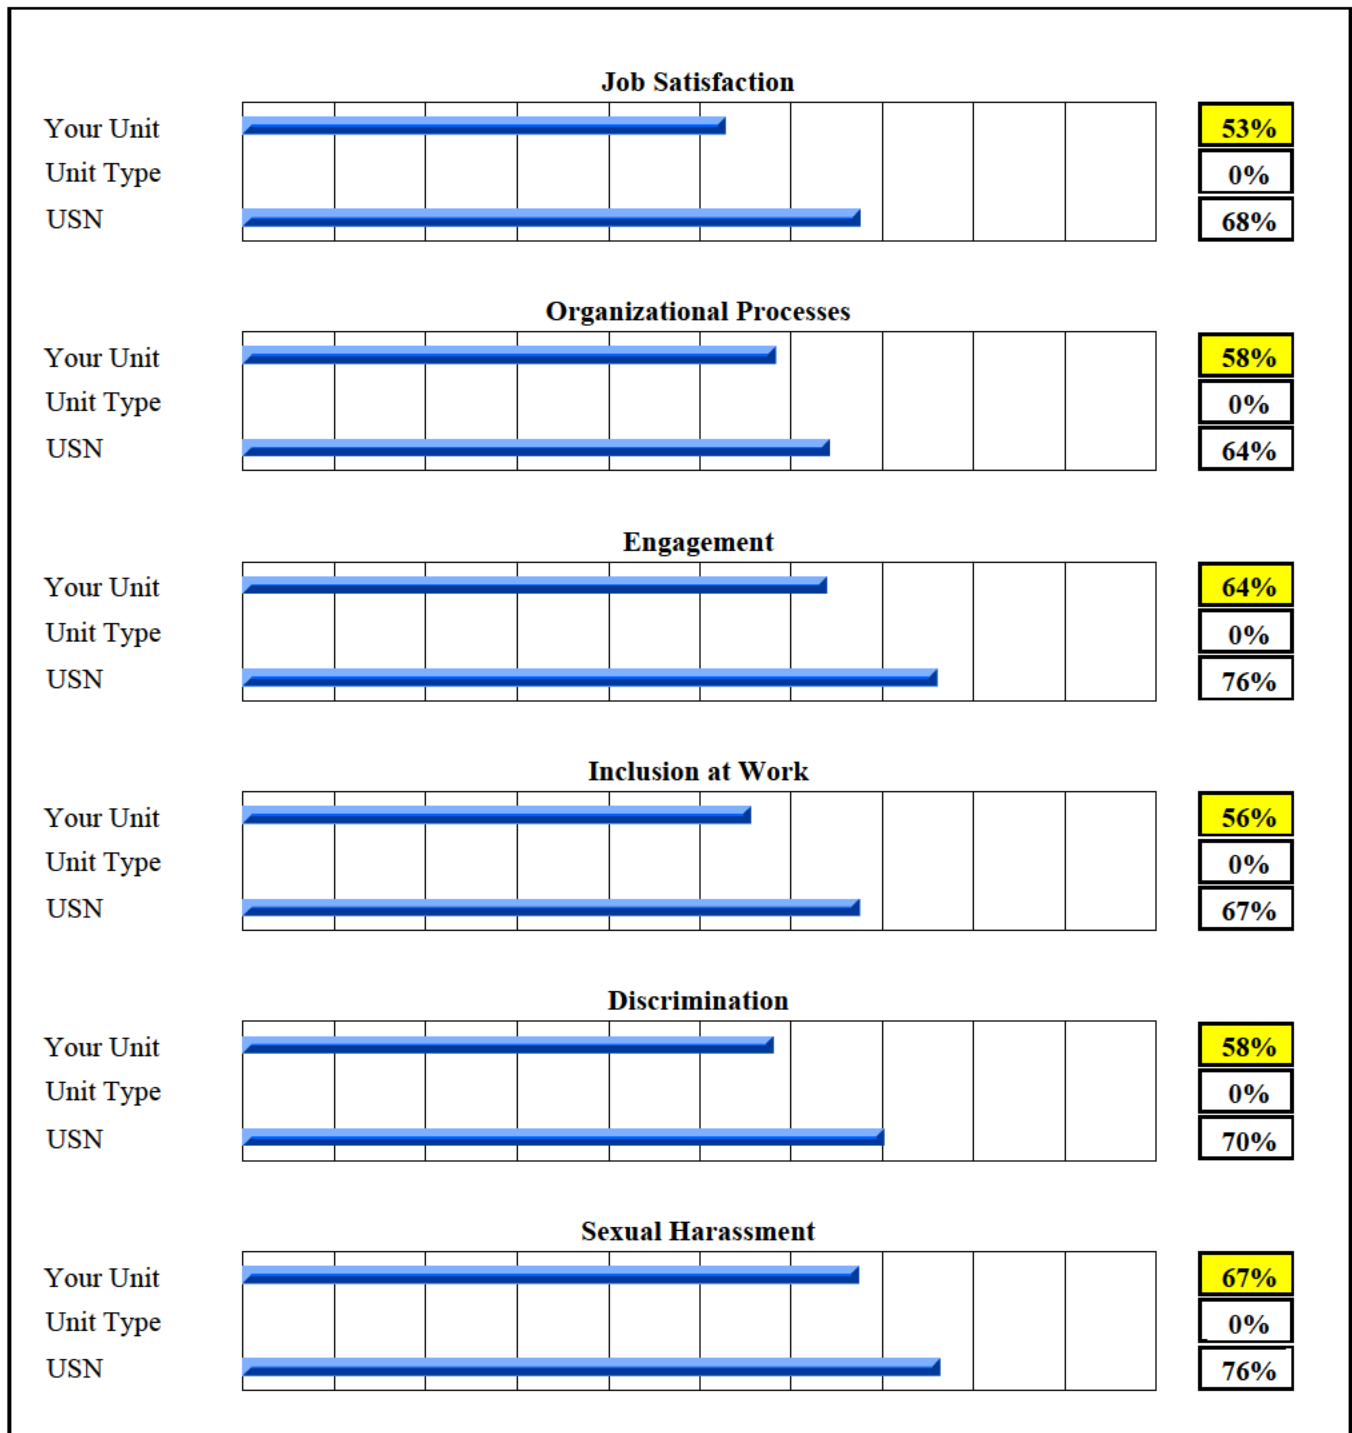 Job Satisfaction
Your Unit 53%
Unit Type 0%
USN 68%
Organizational Processes
Your Unit 58%
Unit Type 0%
USN 64%
Engagement
Your Unit 64%
Unit Type 0%
USN 76%
Inclusion at Work
Your Unit 56%
Unit Type 0%
USN 67%
Discrimination
Your Unit 58%
Unit Type 0%
USN 70%
Sexual Harassment
Your Unit 67%
Unit Type 0%
USN 76%